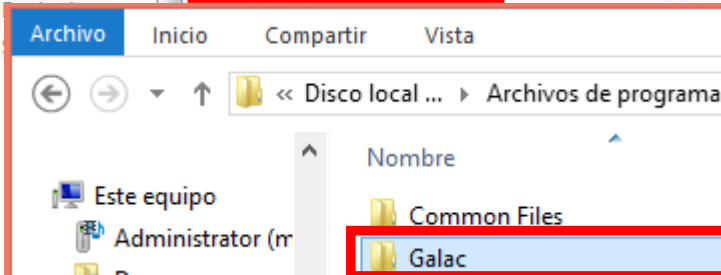 Archivo Inicio Compartir Vista
« Disco local ... Archivos de programa
Nombre
Este equipo
Common Files
Administrator (m
Galac